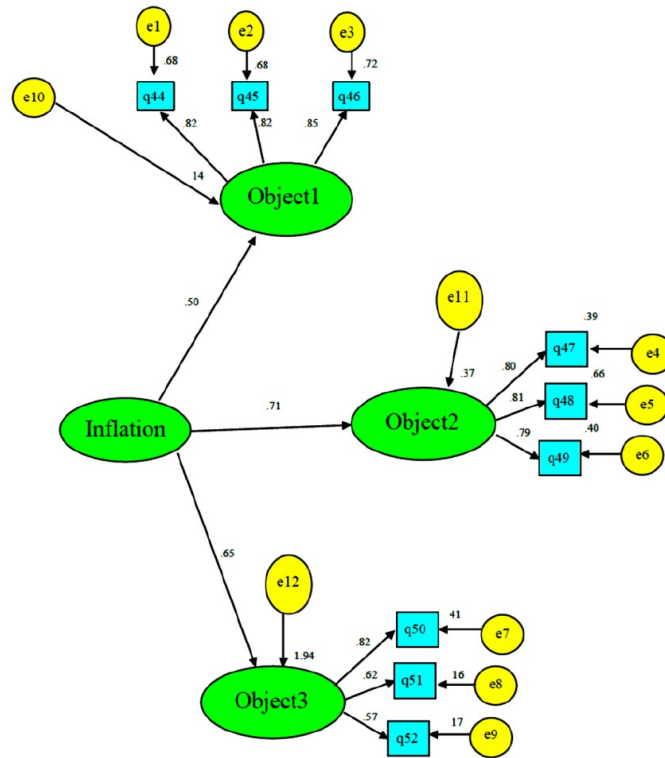 e1 e2 e3
.68 .68 .72
e10 q44 q45 q46
.82 .82 .85
14
Object1
.50
e11
.39
q47 e4
.37 .80 .66
.71 .81 q48 e5
Inflation Object2
.79 .40
q49 e6
.65
e12
q50 41 e7
1.94 .82
.62 q51 16 e8
Object3
.57 q52 17 e9